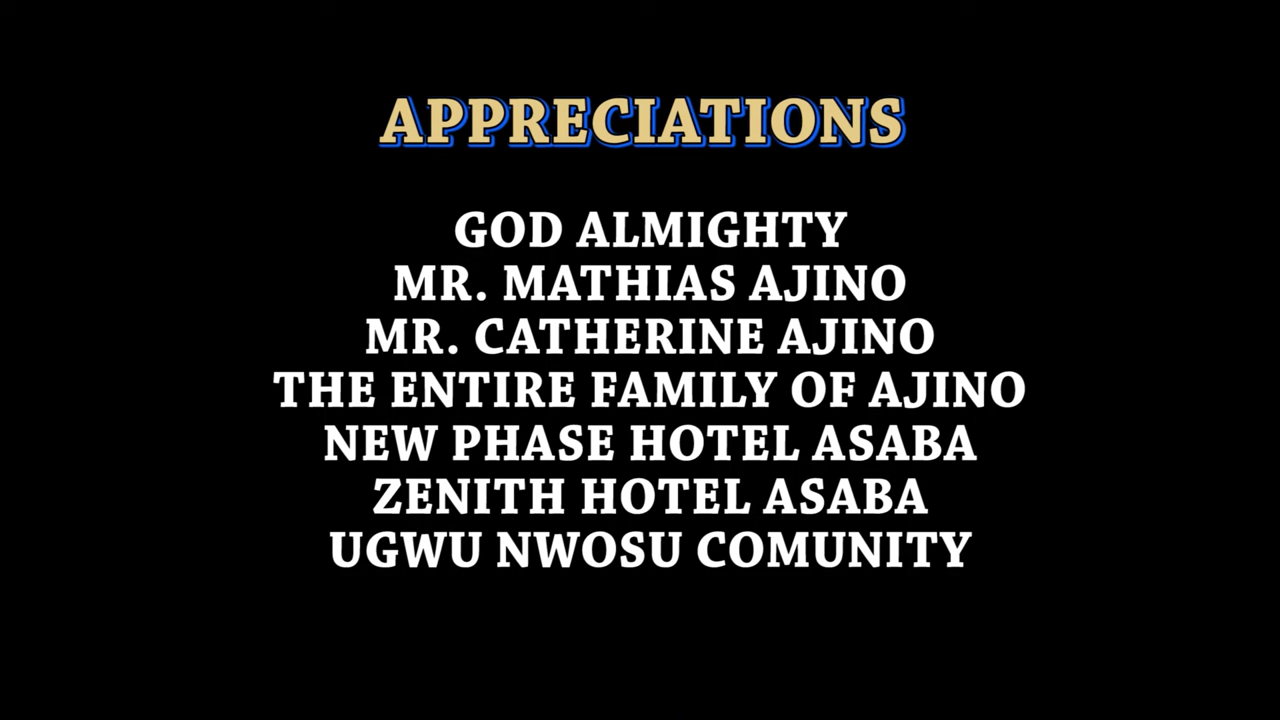 APPRECIATIONS
GOD ALMIGHTY
MR. MATHIAS AJINO
MR. CATHERINE AJINO
THE ENTIRE FAMILY OF AJINO
NEW PHASE HOTEL ASABA
ZENITH HOTEL ASABA
UGWU NWOSU COMUNITY